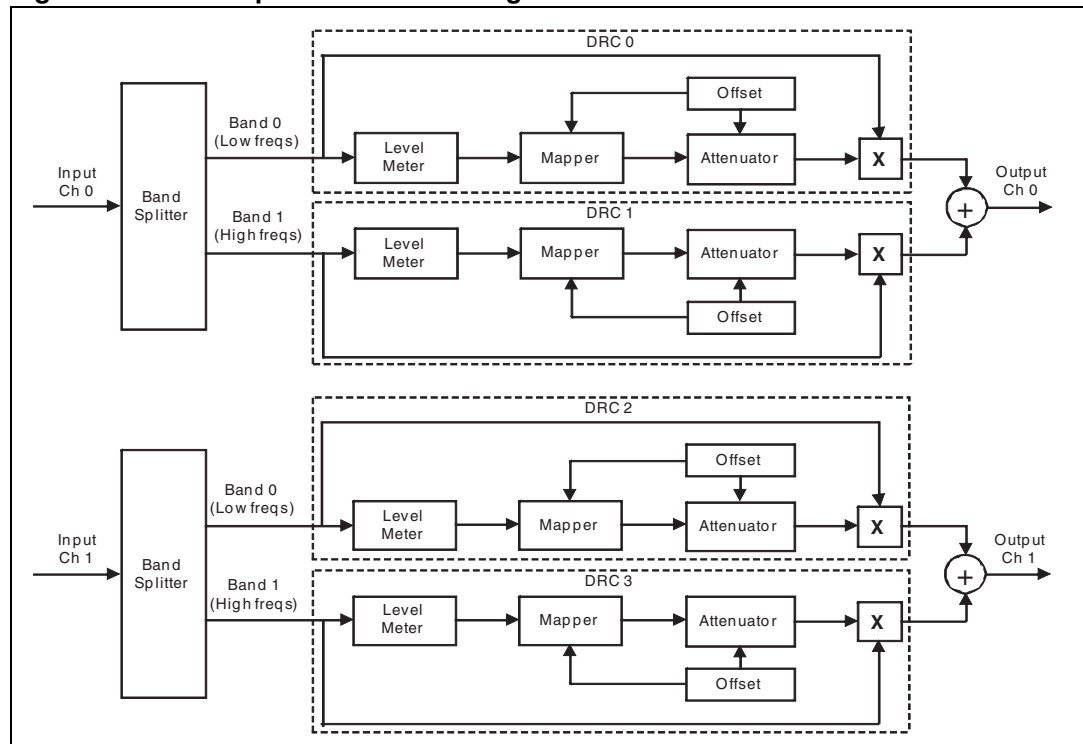 DRC 0
Offset
Band 0
(Low freqs)
Level
Meter
Mapper
Attenuator
X
Input
Ch 0
Band
Splitter
Output
Ch 0
+
DRC 1
Band 1
(High freqs)
Level
Meter
Mapper
Attenuator
X
Offset
DRC 2
Offset
Band 0
(Low freqs)
Level
Meter
Mapper
Attenuator
X
Input
Ch 1
Band
Splitter
Output
Ch 1
+
DRC 3
Band 1
(High freqs)
Level
Meter
Mapper
Attenuator
X
Offset